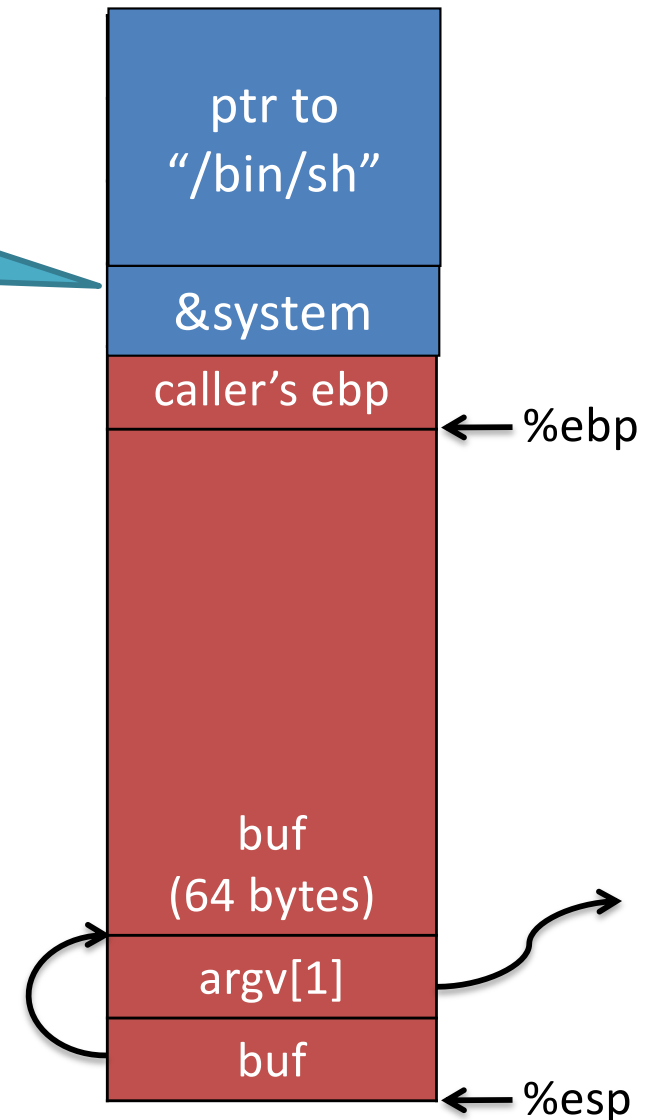 ptr to
“/bin/sh”
&system
caller’s ebp
%ebp
buf
(64 bytes)
argv[1]
buf
%esp